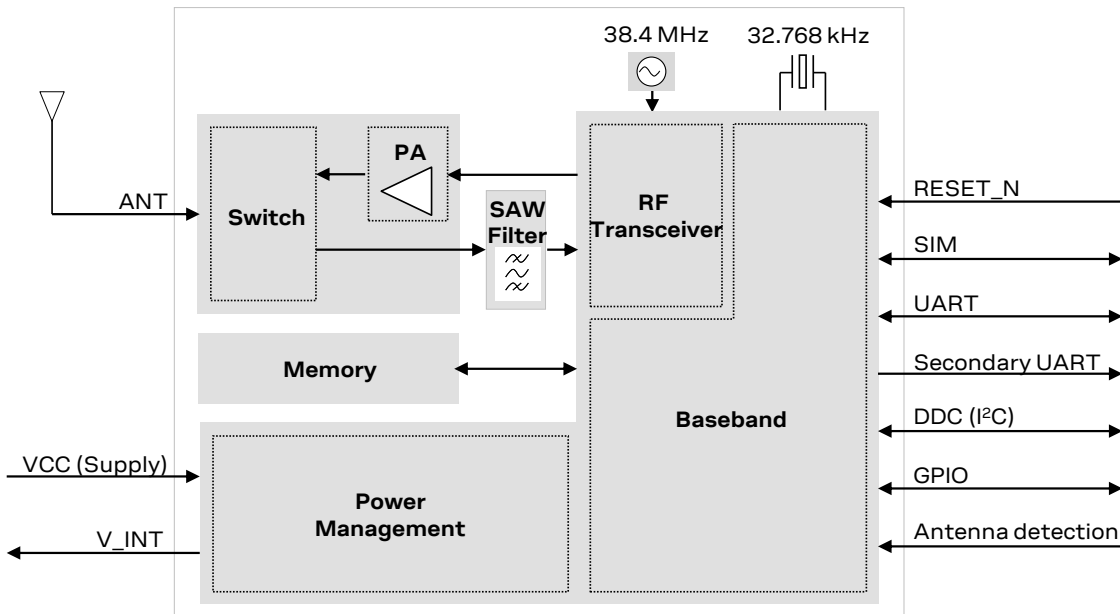 38.4 MHz
32.768 kHz
PA
ANT
Switch
SAW
Filter
RF
Transceiver
RESET_N
SIM
UART
Memory
Secondary UART
Baseband
DDC (I²C)
VCC (Supply)
GPIO
Power
Management
V_INT
Antenna detection